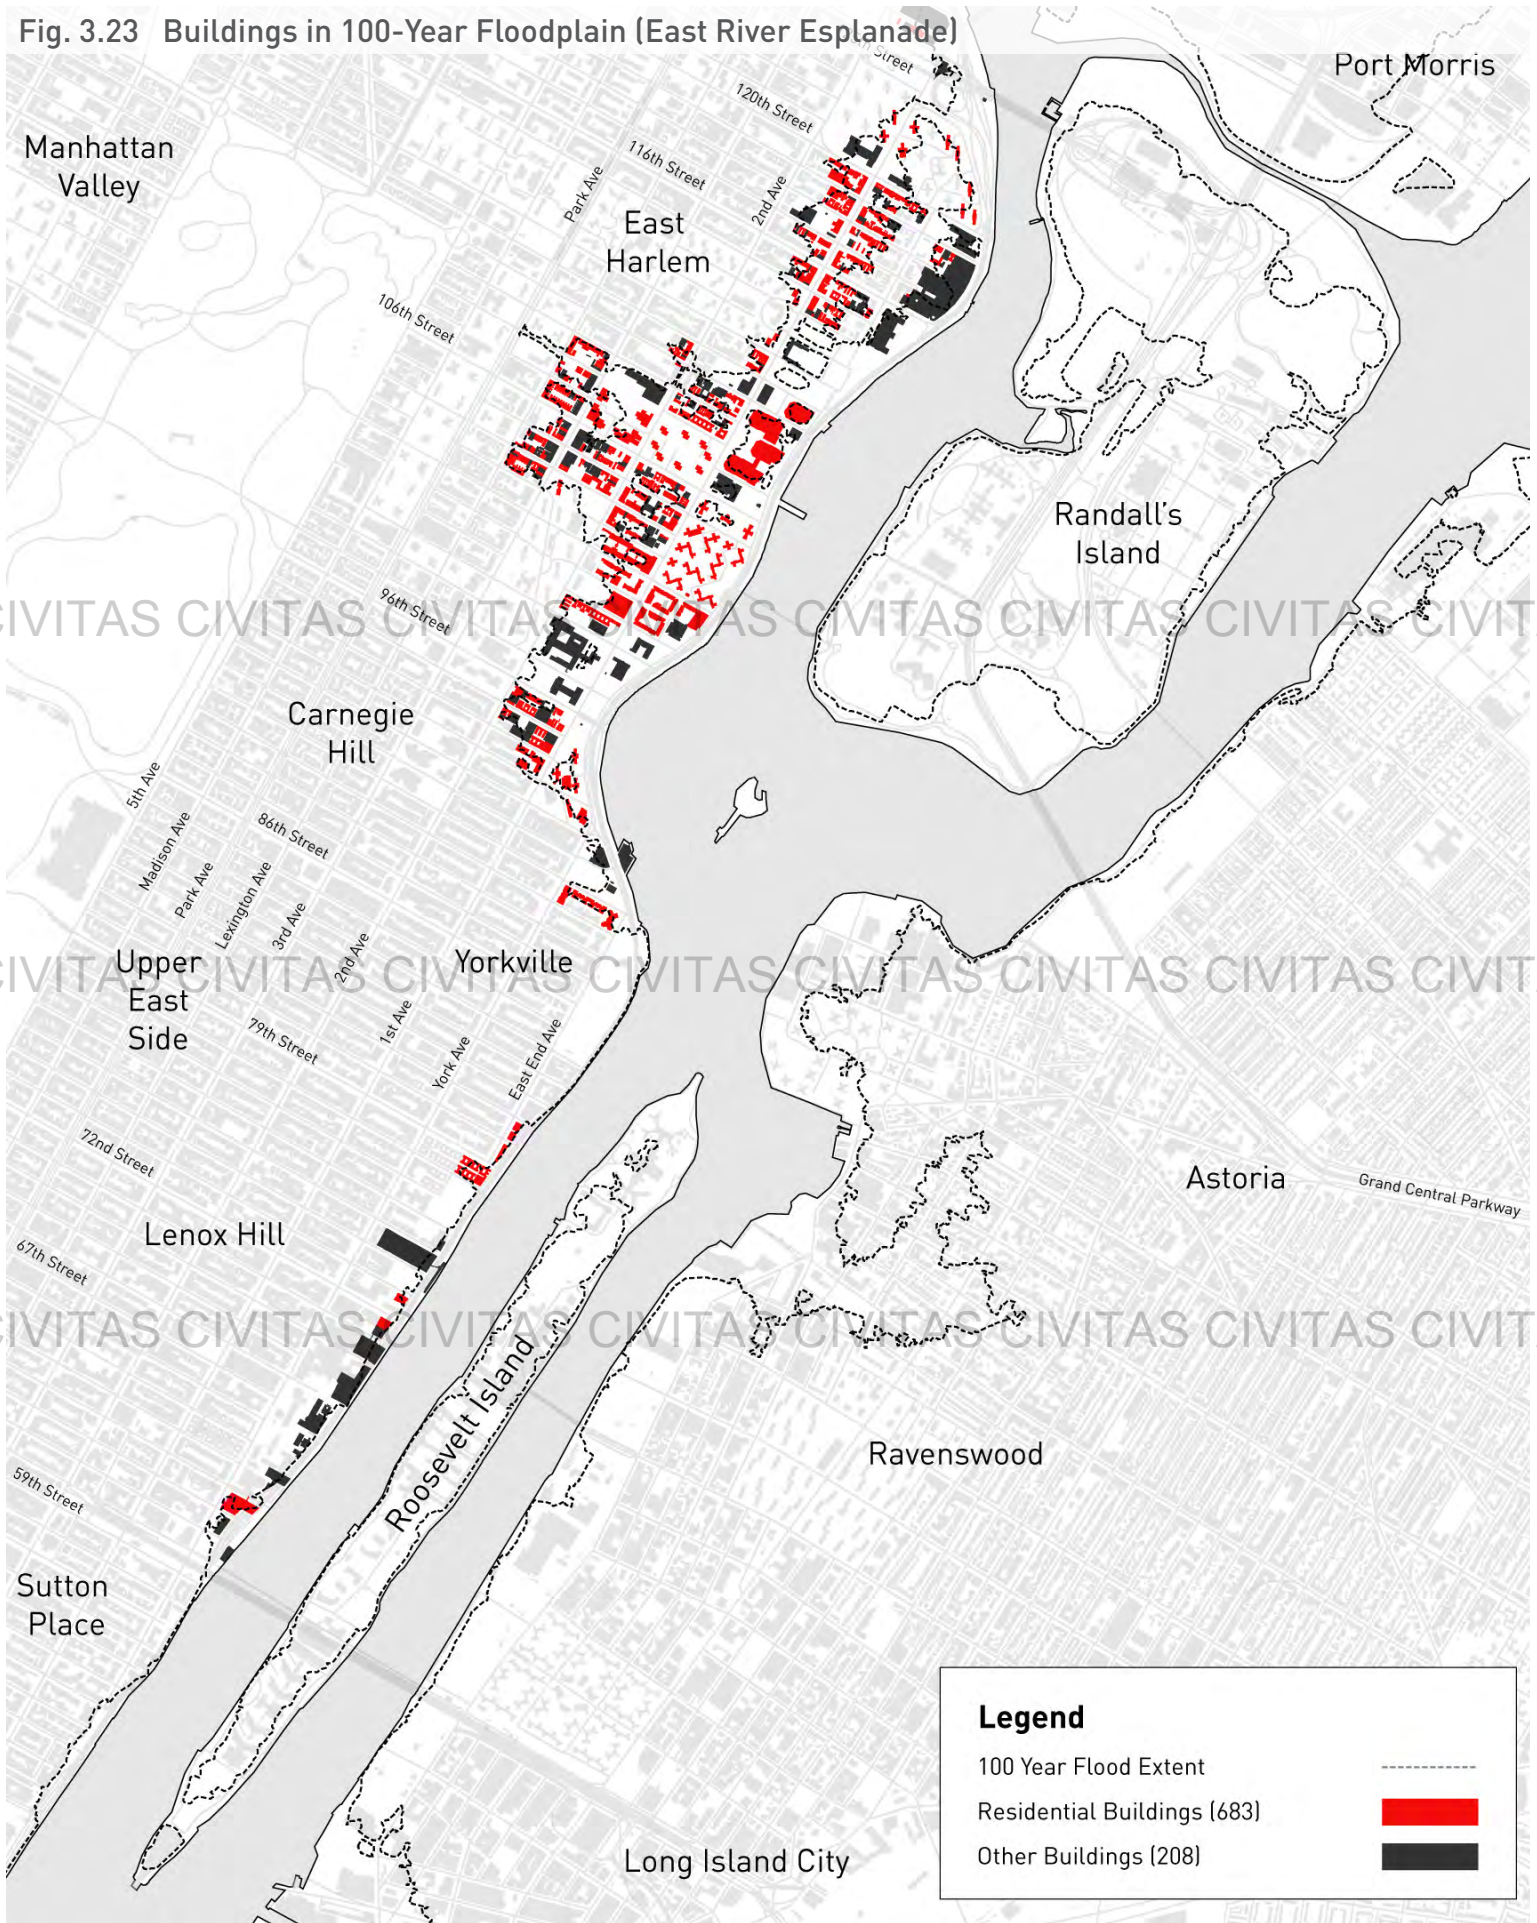 Fig. 3.23 Buildings in 100-Year Floodplain (East River Esplanade)
Street
Port Morris
120th Street
Manhattan
Valley
116th Street
Park Ave
2nd Ave
East
Harlem
106th Street
Randall's
Island
96th Street
CIVITAS CIVITAS CIVITAS CIVITAS CIVITAS CIVITAS CIVITAS CIVIT
Carnegie
Hill
5th Ave
Madison Ave
Park Ave
Lexington Ave
3rd Ave
2nd Ave
1st Ave
York Ave
East End Ave
86th Street
Upper
East
Side
Yorkville
CIVITAS CIVITAS CIVITAS CIVITAS CIVITAS CIVITAS CIVITAS CIVIT
79th Street
72nd Street
Astoria
Grand Central Parkway
Lenox Hill
67th Street
CIVITAS CIVITAS CIVITAS CIVITAS CIVITAS CIVITAS CIVITAS CIVIT
Roosevelt Island
Ravenswood
59th Street
Sutton
Place
Long Island City
Legend
100 Year Flood Extent
Residential Buildings (683)
Other Buildings (208)